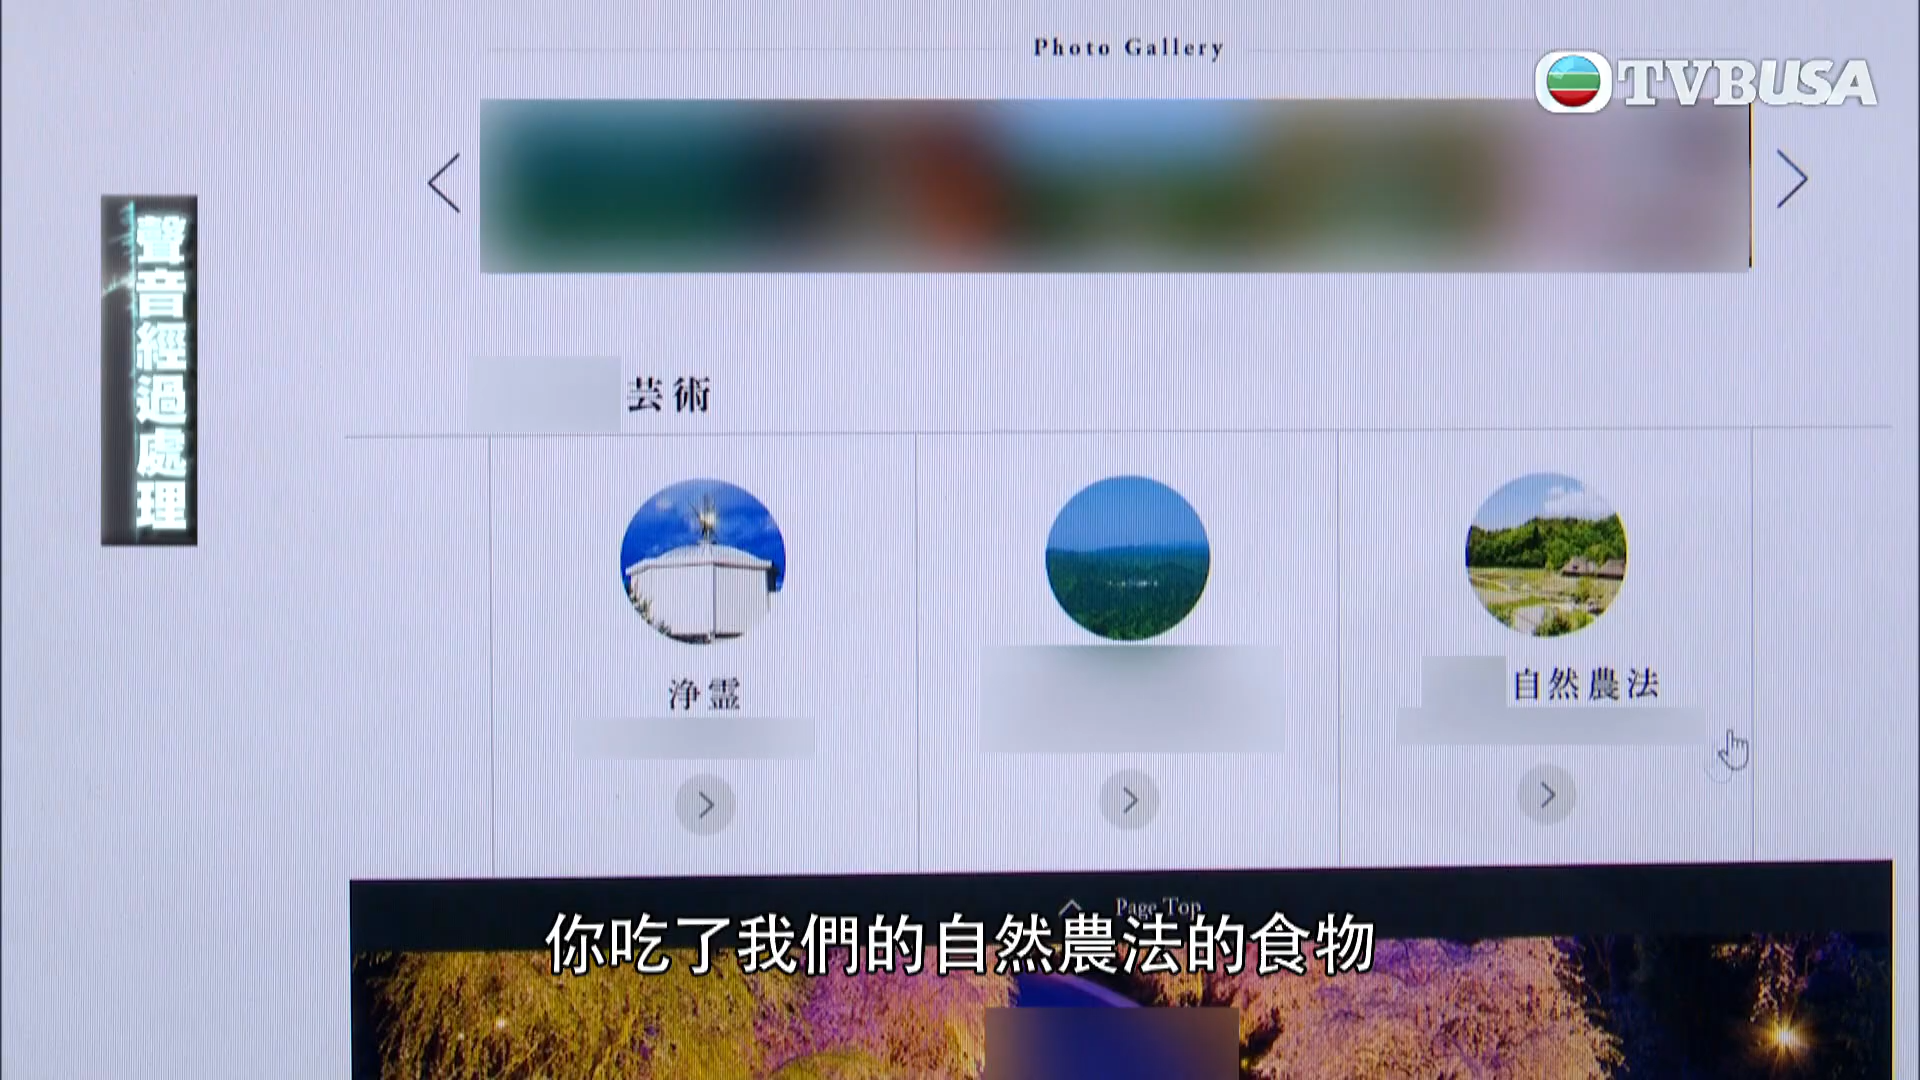 Photo Gallery
TVBUSA
聲音經過處理
芸術
浄霊
自然農法
Page Top
你吃了我們的自然農法的食物